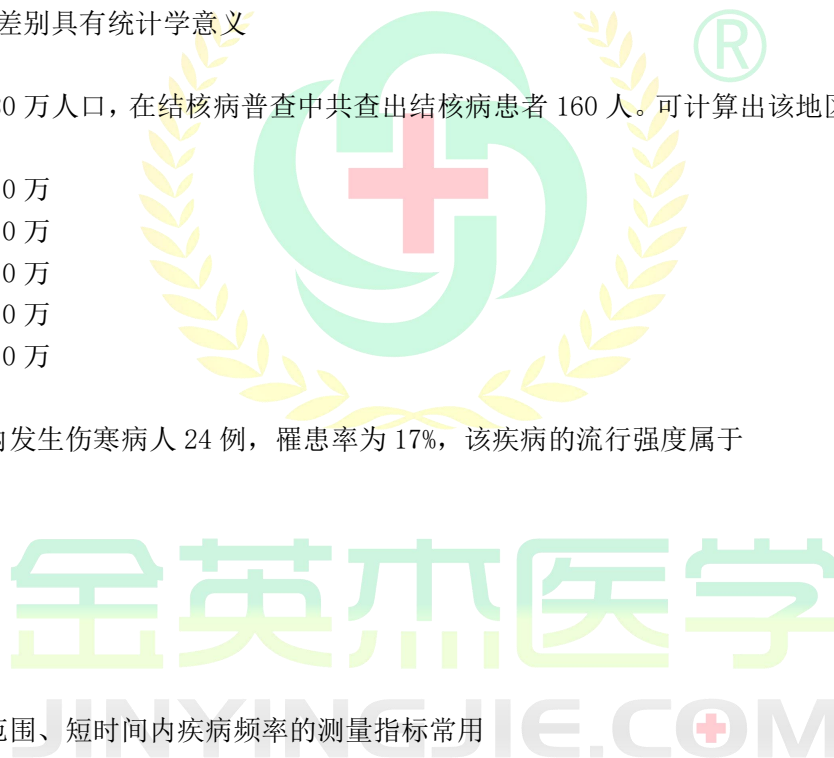 差别具有统计学意义
0 万人口，在结核病普查中共查出结核病患者 160 人。可计算出该地
0 万
0 万
0 万
0 万
0 万
发生伤寒病人 24 例，罹患率为 17%，该疾病的流行强度属于
金英杰医学
范围、短时间内疾病频率的测量指标常用
JINYINGJIE.COM
®